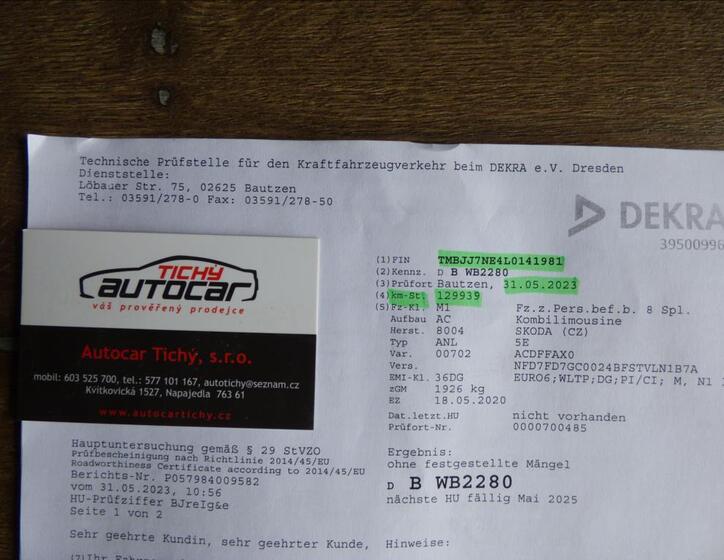 Technische Prüfstelle für den Kraftfahrzeugverkehr beim DEKRA e.V. Dresden
Dienststelle:
Löbauer Str. 75, 02625 Bautzen
Tel.: 03591/278-0 Fax: 03591/278-50
DEKRA
39500996
TICHÝ
autocar
váš prověřený prodejce
Autocar Tichý, s.r.o.
mobil: 603 525 700, tel.: 577 101 167, autotichy@seznam.cz
Kvítkovická 1527, Napajedla 763 61
www.autocartichy.cz
(1) FIN TMBJJ7NE4L0141981
(2) Kennz. D B WB2280
(3) Prüfort Bautzen, 31.05.2023
(4) km-St. 129939
(5) Fz-Kl. M1 Fz.z.Pers.bef.b. 8 Spl.
Aufbau AC Kombilimousine
Herst. 8004 SKODA (CZ)
Typ ANL 5E
Var. 00702 ACDFFAX0
Vers. NFD7FD7GC0024BFSTVLN1B7A
EMI-Kl. 36DG EURO6;WLTP;DG;PI/CI; M, N1
zGM 1926 kg
EZ 18.05.2020
Dat.letzt.HU nicht vorhanden
Prüfort-Nr. 0000700485
Hauptuntersuchung gemäß § 29 StVZO
Prüfbescheinigung nach Richtlinie 2014/45/EU
Roadworthiness Certificate according to 2014/45/EU
Berichts-Nr. P057984009582
vom 31.05.2023, 10:56
HU-Prüfziffer BJreIg&e
Seite 1 von 2
Ergebnis:
ohne festgestellte Mängel
D B WB2280
nächste HU fällig Mai 2025
Sehr geehrte Kundin, sehr geehrter Kunde, Hinweise:
(7) Ihr